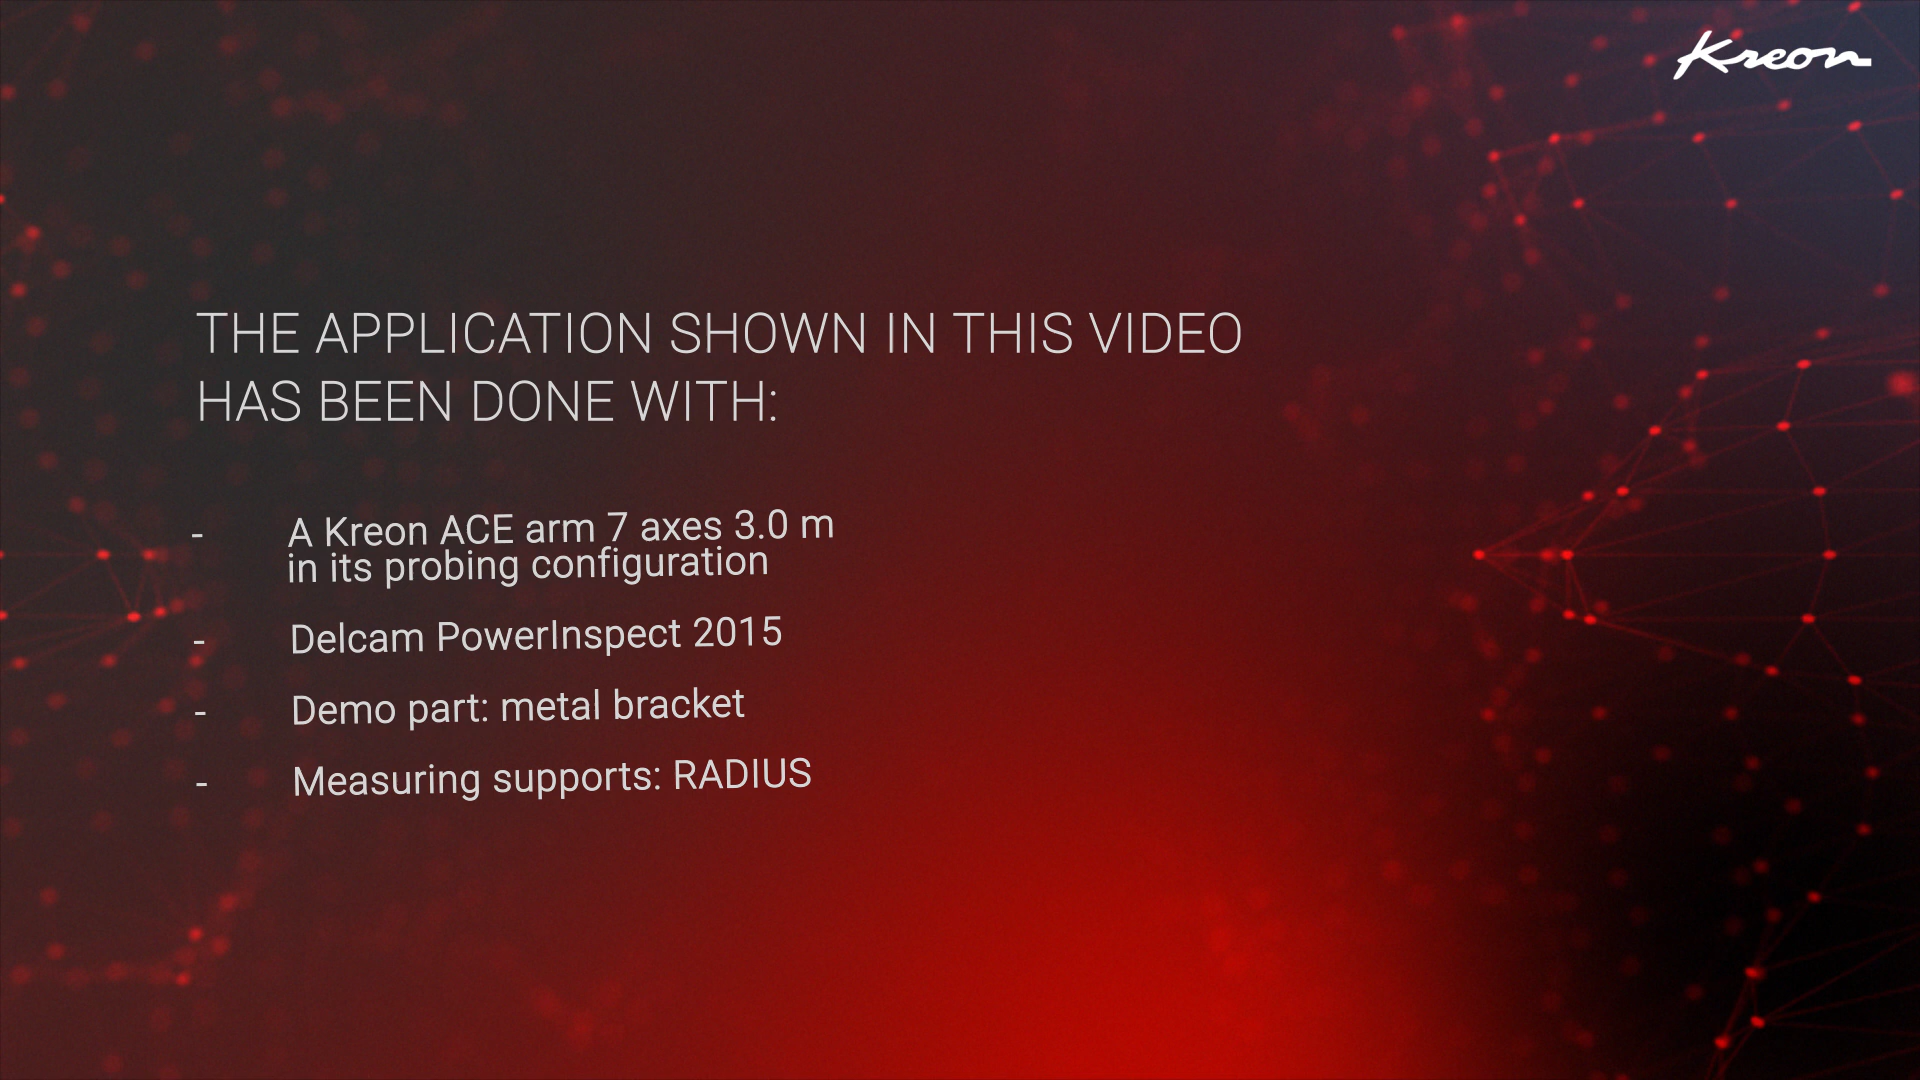 Kreon
THE APPLICATION SHOWN IN THIS VIDEO
HAS BEEN DONE WITH:
- A Kreon ACE arm 7 axes 3.0 m
in its probing configuration
- Delcam PowerInspect 2015
- Demo part: metal bracket
- Measuring supports: RADIUS